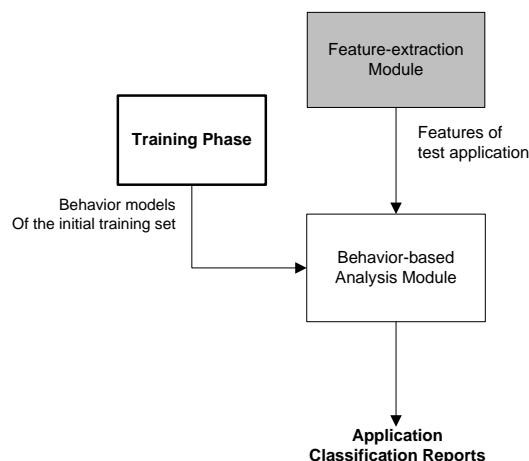 Feature-extraction
Module
Training Phase
Features of
test application
Behavior models
Of the initial training set
Behavior-based
Analysis Module
Application
Classification Reports